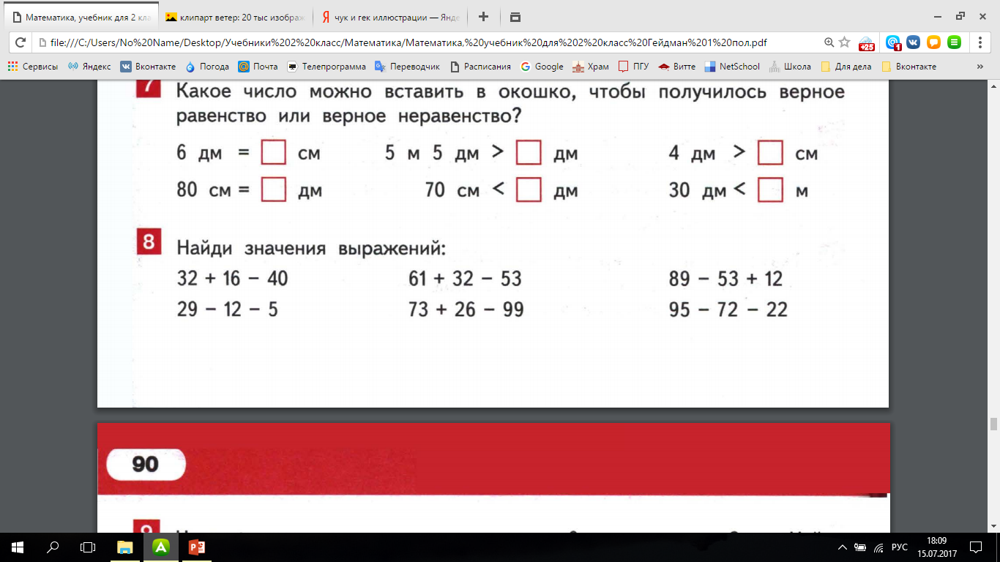 Математика, учебник для 2 кла
клипарт ветер: 20 тыс изображ
Я чук и гек иллюстрации — Янде
file:///C:/Users/No%20Name/Desktop/Учебники%202%20класс/Математика/Математика,%20учебник%20для%202%20класс%20Гейдман%201%20пол.pdf
+25
1
Сервисы Яндекс Вконтакте Погода Почта Телепрограмма Переводчик Расписания Google Храм ПГУ Витте NetSchool Школа Для дела Вконтакте »
7 Какое число можно вставить в окошко, чтобы получилось верное
равенство или верное неравенство?
6 дм = □ см 5 м 5 дм > □ дм 4 дм > □ см
80 см = □ дм 70 см < □ дм 30 дм < □ м
8 Найди значения выражений:
32 + 16 − 40 61 + 32 − 53 89 − 53 + 12
29 − 12 − 5 73 + 26 − 99 95 − 72 − 22
90
9
РУС
18:09
15.07.2017